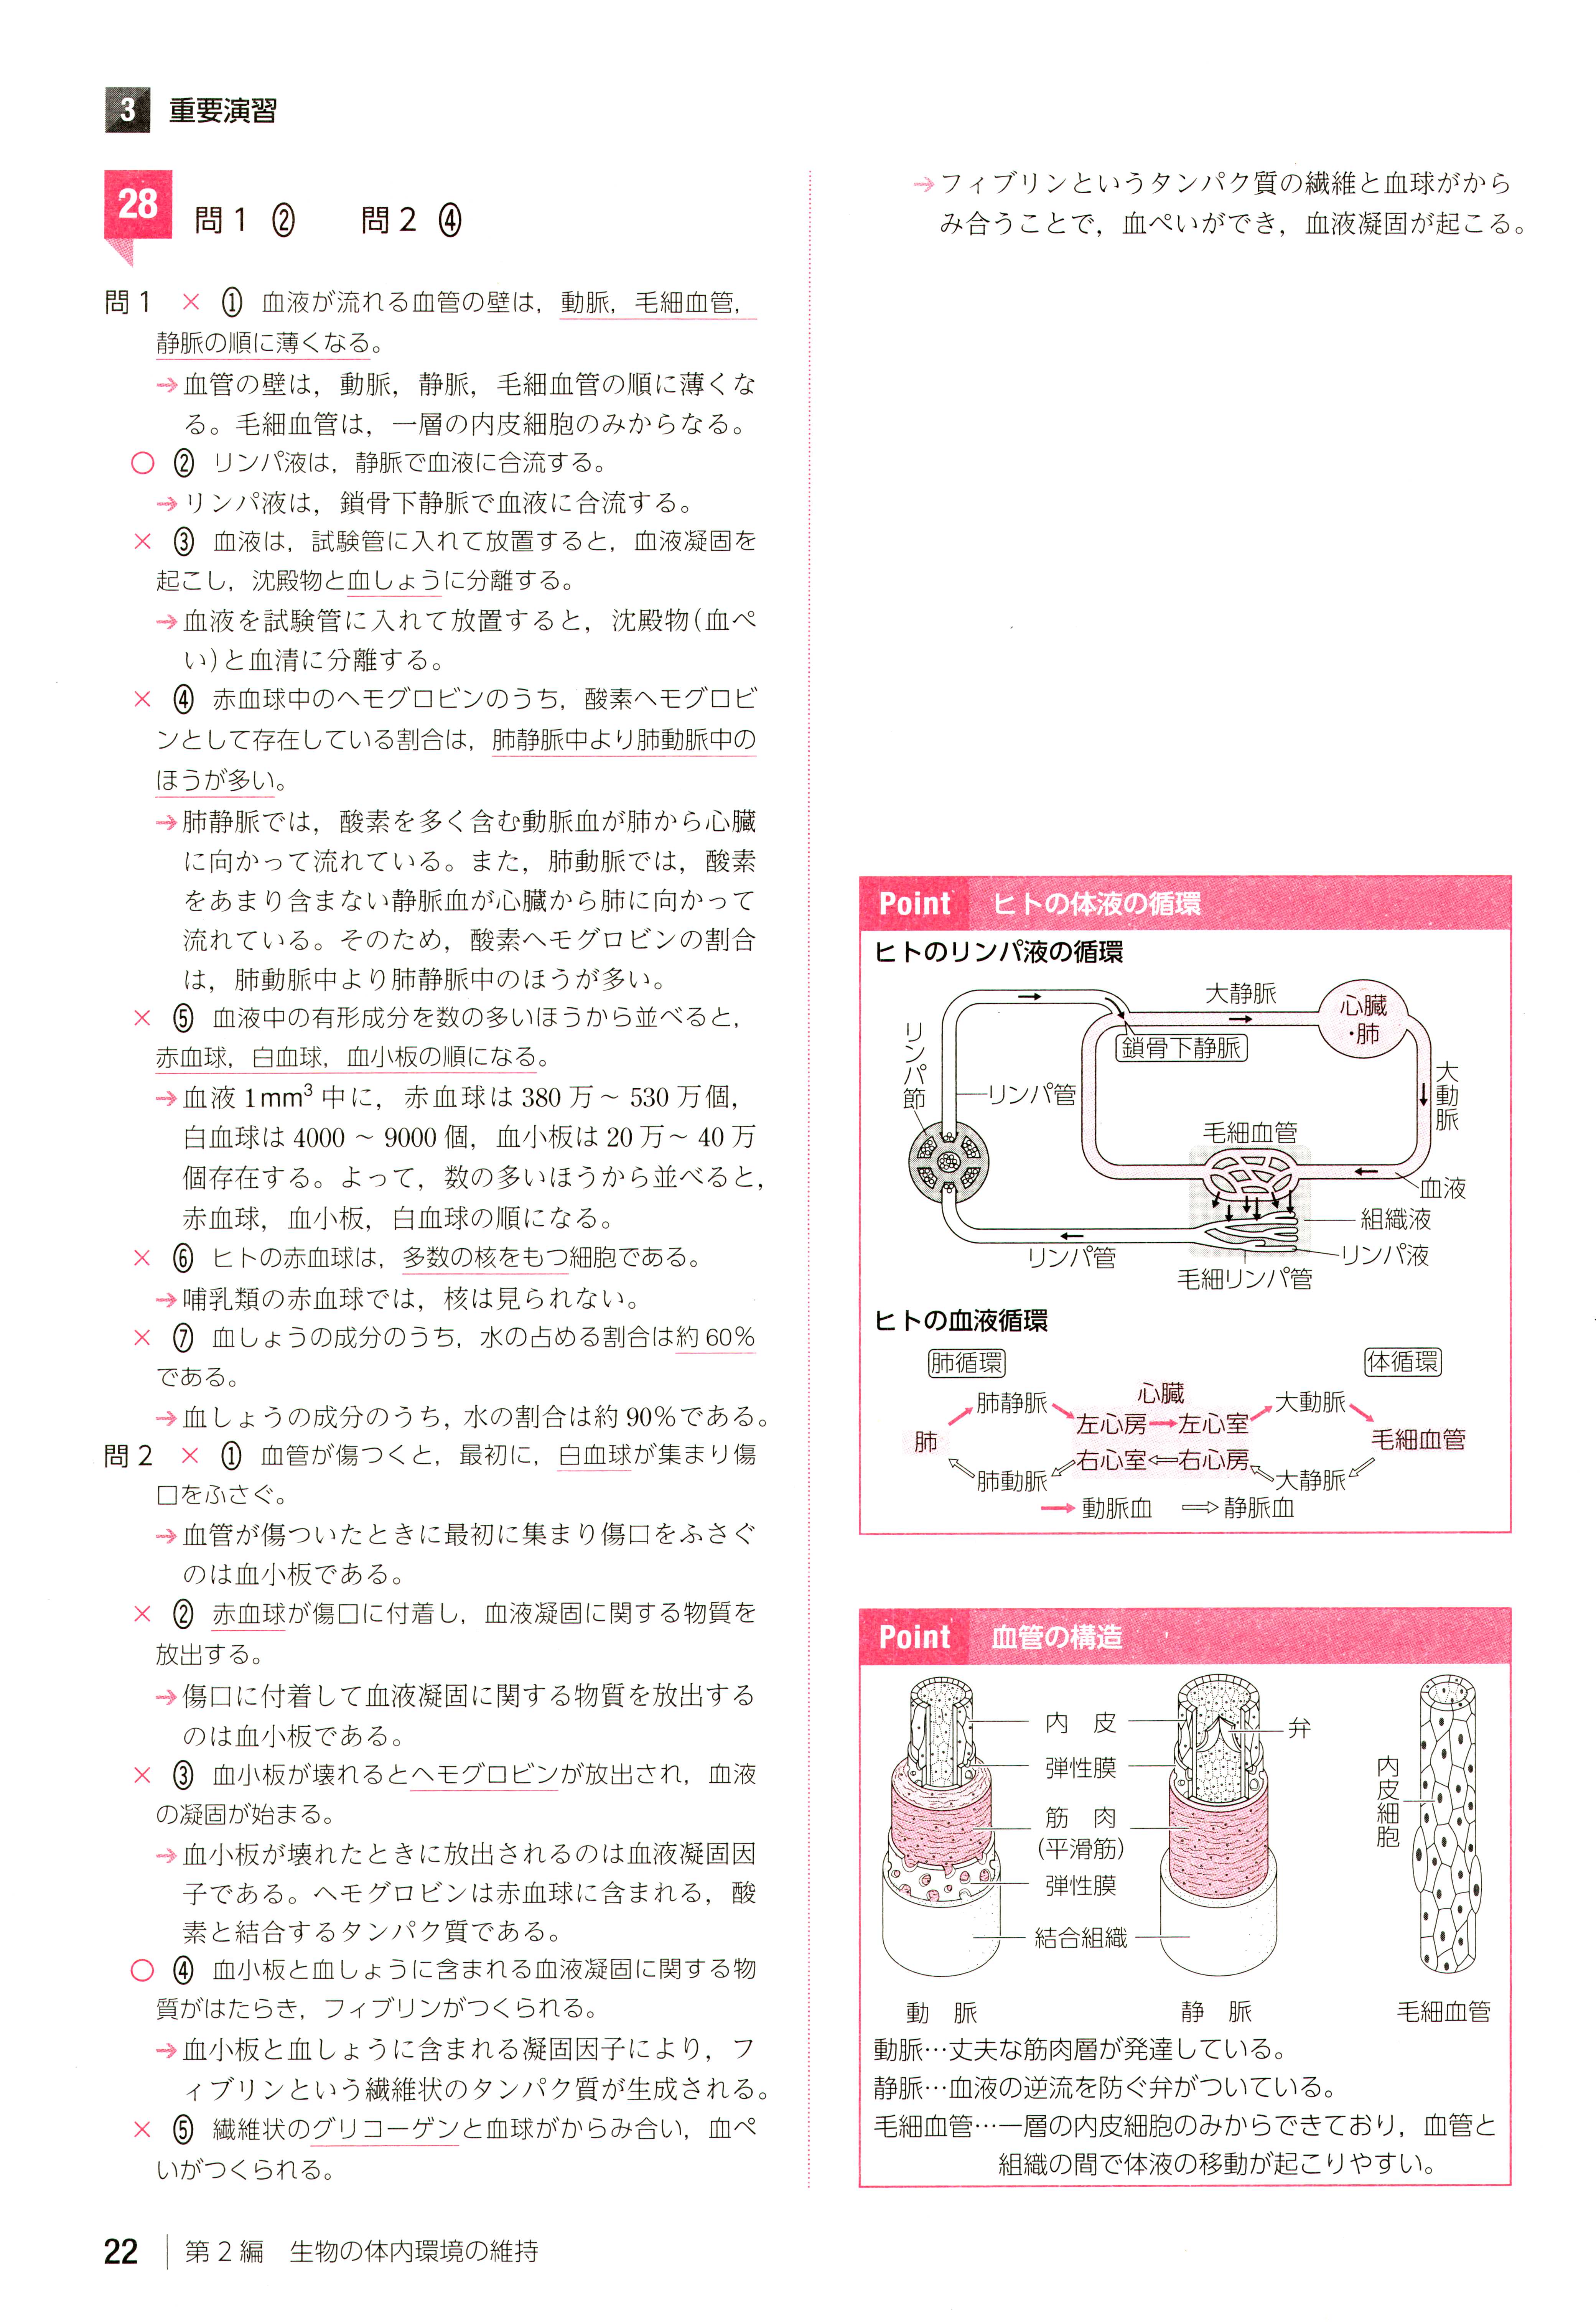 3 重要演習
28 問1 ② 問2 ④
問1 × ① 血液が流れる血管の壁は，動脈，毛細血管，
静脈の順に薄くなる。
→血管の壁は，動脈，静脈，毛細血管の順に薄くな
る。毛細血管は，一層の内皮細胞のみからなる。
○ ② リンパ液は，静脈で血液に合流する。
→リンパ液は，鎖骨下静脈で血液に合流する。
× ③ 血液は，試験管に入れて放置すると，血液凝固を
起こし，沈殿物と血しょうに分離する。
→血液を試験管に入れて放置すると，沈殿物(血ぺ
い)と血清に分離する。
× ④ 赤血球中のヘモグロビンのうち，酸素ヘモグロビ
ンとして存在している割合は，肺静脈中より肺動脈中の
ほうが多い。
→肺静脈では，酸素を多く含む動脈血が肺から心臓
に向かって流れている。また，肺動脈では，酸素
をあまり含まない静脈血が心臓から肺に向かって
流れている。そのため，酸素ヘモグロビンの割合
は，肺動脈中より肺静脈中のほうが多い。
× ⑤ 血液中の有形成分を数の多いほうから並べると，
赤血球，白血球，血小板の順になる。
→血液1mm³中に，赤血球は380万～530万個，
白血球は4000～9000個，血小板は20万～40万
個存在する。よって，数の多いほうから並べると，
赤血球，血小板，白血球の順になる。
× ⑥ ヒトの赤血球は，多数の核をもつ細胞である。
→哺乳類の赤血球では，核は見られない。
× ⑦ 血しょうの成分のうち，水の占める割合は約60%
である。
→血しょうの成分のうち，水の割合は約90%である。
問2 × ① 血管が傷つくと，最初に，白血球が集まり傷
口をふさぐ。
→血管が傷ついたときに最初に集まり傷口をふさぐ
のは血小板である。
× ② 赤血球が傷口に付着し，血液凝固に関する物質を
放出する。
→傷口に付着して血液凝固に関する物質を放出する
のは血小板である。
× ③ 血小板が壊れるとヘモグロビンが放出され，血液
の凝固が始まる。
→血小板が壊れたときに放出されるのは血液凝固因
子である。ヘモグロビンは赤血球に含まれる，酸
素と結合するタンパク質である。
○ ④ 血小板と血しょうに含まれる血液凝固に関する物
質がはたらき，フィブリンがつくられる。
→血小板と血しょうに含まれる凝固因子により，フ
ィブリンという繊維状のタンパク質が生成される。
× ⑤ 繊維状のグリコーゲンと血球がからみ合い，血ぺ
いがつくられる。
→フィブリンというタンパク質の繊維と血球がから
み合うことで，血ぺいができ，血液凝固が起こる。
Point ヒトの体液の循環
ヒトのリンパ液の循環
大静脈
心臓
・肺
鎖骨下静脈
リンパ節
リンパ管
大動脈
毛細血管
血液
組織液
リンパ管
リンパ液
毛細リンパ管
ヒトの血液循環
肺循環
体循環
肺静脈
心臓
大動脈
左心房→左心室
肺
毛細血管
右心室⇐右心房
肺動脈
大静脈
→動脈血 ⇒静脈血
Point 血管の構造
内皮
弁
弾性膜
内皮細胞
筋肉
(平滑筋)
弾性膜
結合組織
動脈
静脈
毛細血管
動脈…丈夫な筋肉層が発達している。
静脈…血液の逆流を防ぐ弁がついている。
毛細血管…一層の内皮細胞のみからできており，血管と
組織の間で体液の移動が起こりやすい。
22 第2編 生物の体内環境の維持